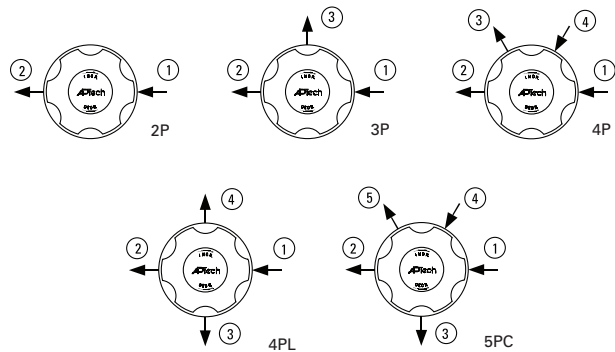 3
3 4
2 1 2 1 2 1
APTech APTech APTech
2P 3P 4P
4 5 4
2 1 2 1
APTech APTech
3 3
4PL 5PC